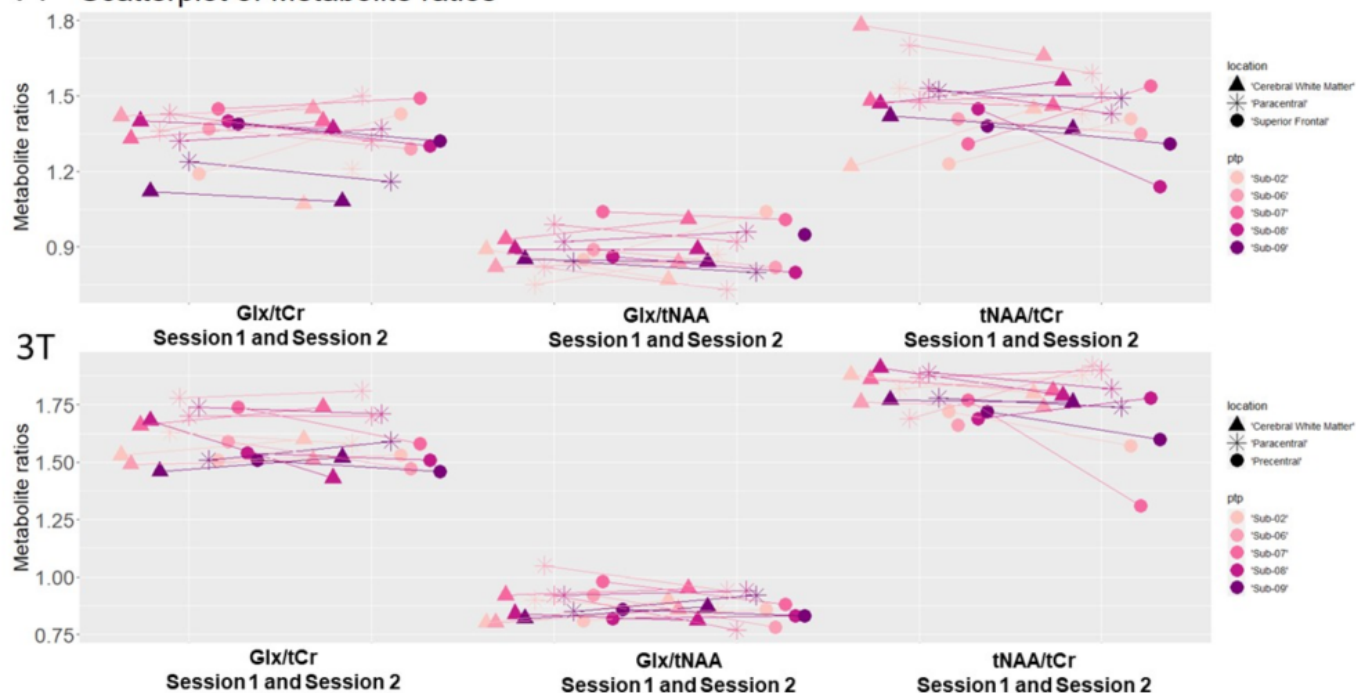 1.8
1.5
1.2
0.9
Metabolite ratios
Glx/tCr
Session 1 and Session 2
Glx/tNAA
Session 1 and Session 2
tNAA/tCr
Session 1 and Session 2
location
'Cerebral White Matter'
'Paracentral'
'Superior Frontal'
ptp
'Sub-02'
'Sub-06'
'Sub-07'
'Sub-08'
'Sub-09'
3T
1.75
1.50
1.25
1.00
0.75
Metabolite ratios
Glx/tCr
Session 1 and Session 2
Glx/tNAA
Session 1 and Session 2
tNAA/tCr
Session 1 and Session 2
location
'Cerebral White Matter'
'Paracentral'
'Precentral'
ptp
'Sub-02'
'Sub-06'
'Sub-07'
'Sub-08'
'Sub-09'